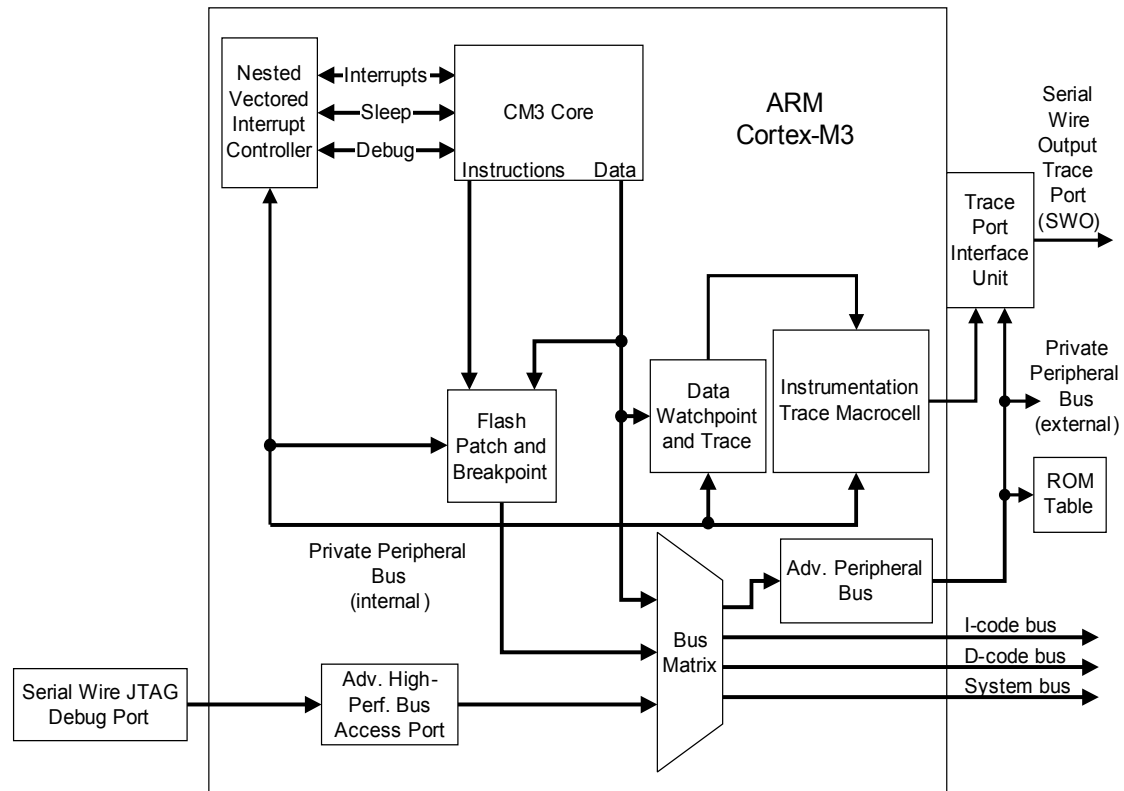 Nested
Vectored
Interrupt
Controller
Interrupts
Sleep
Debug
CM3 Core
Instructions
Data
ARM
Cortex-M3
Serial
Wire
Output
Trace
Port
(SWO)
Trace
Port
Interface
Unit
Private
Peripheral
Bus
(external)
ROM
Table
Flash
Patch and
Breakpoint
Data
Watchpoint
and Trace
Instrumentation
Trace Macrocell
Private Peripheral
Bus
(internal)
Adv. Peripheral
Bus
Bus
Matrix
I-code bus
D-code bus
System bus
Serial Wire JTAG
Debug Port
Adv. High-
Perf. Bus
Access Port